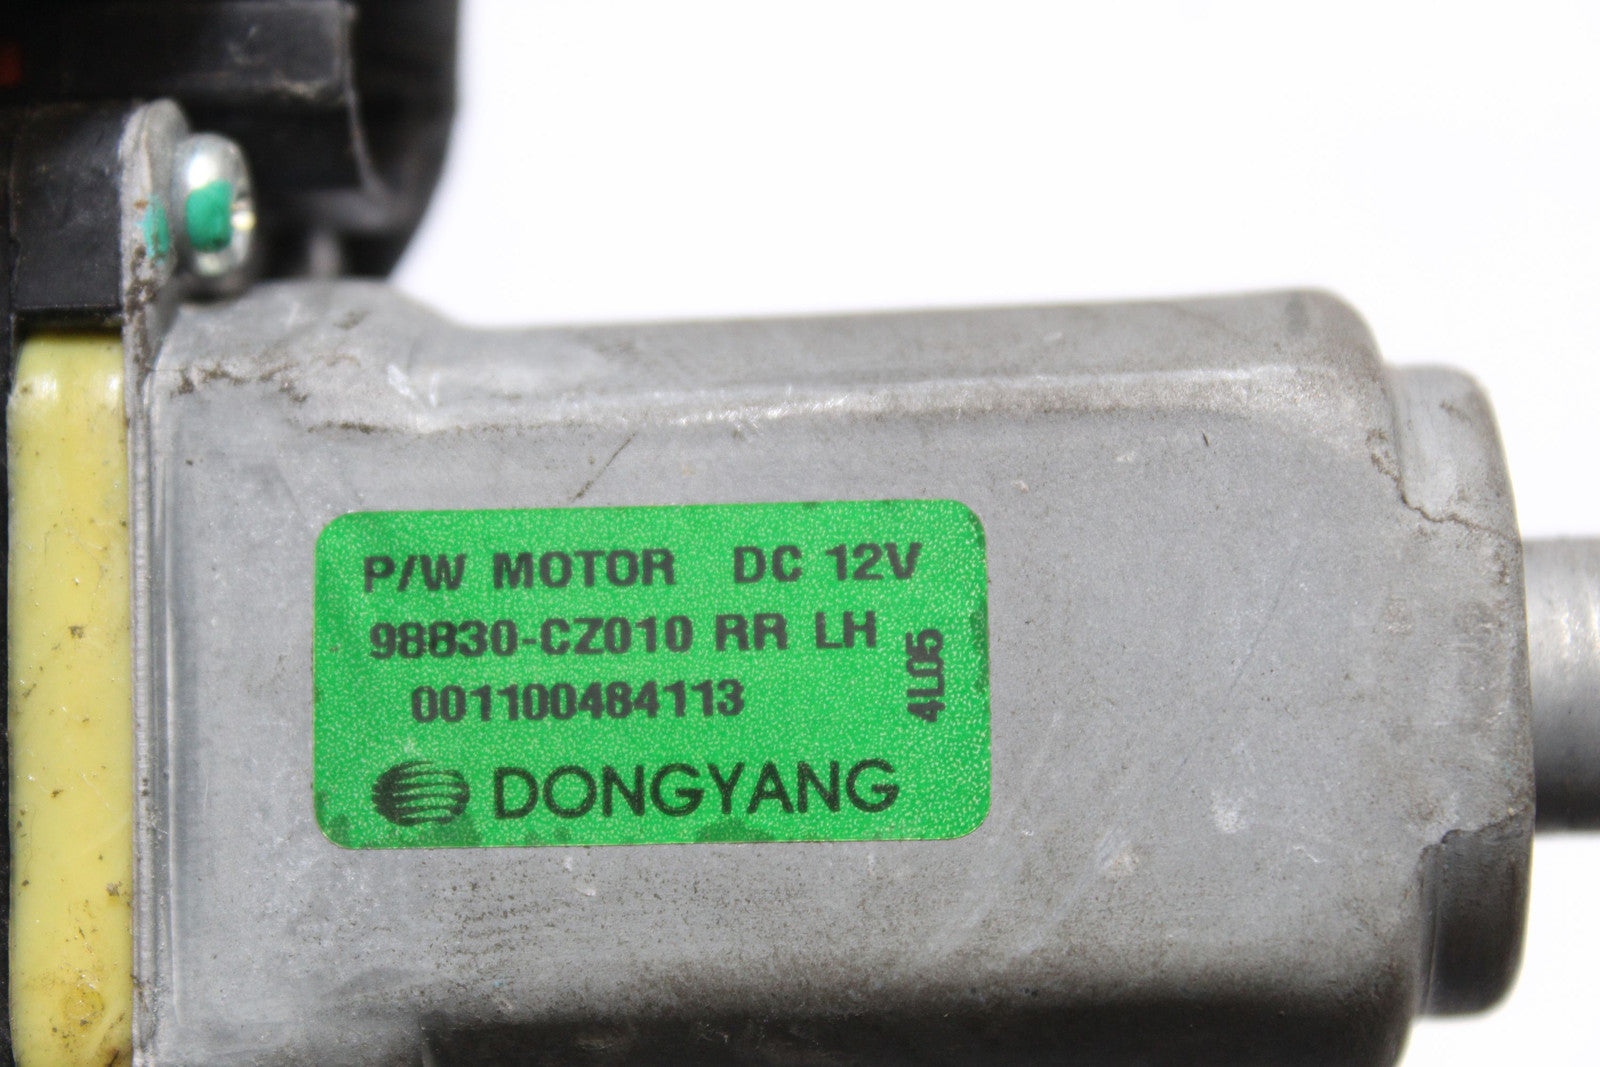 P/W MOTOR DC 12V
98830-CZ010 RR LH
001100484113
4L05
DONGYANG